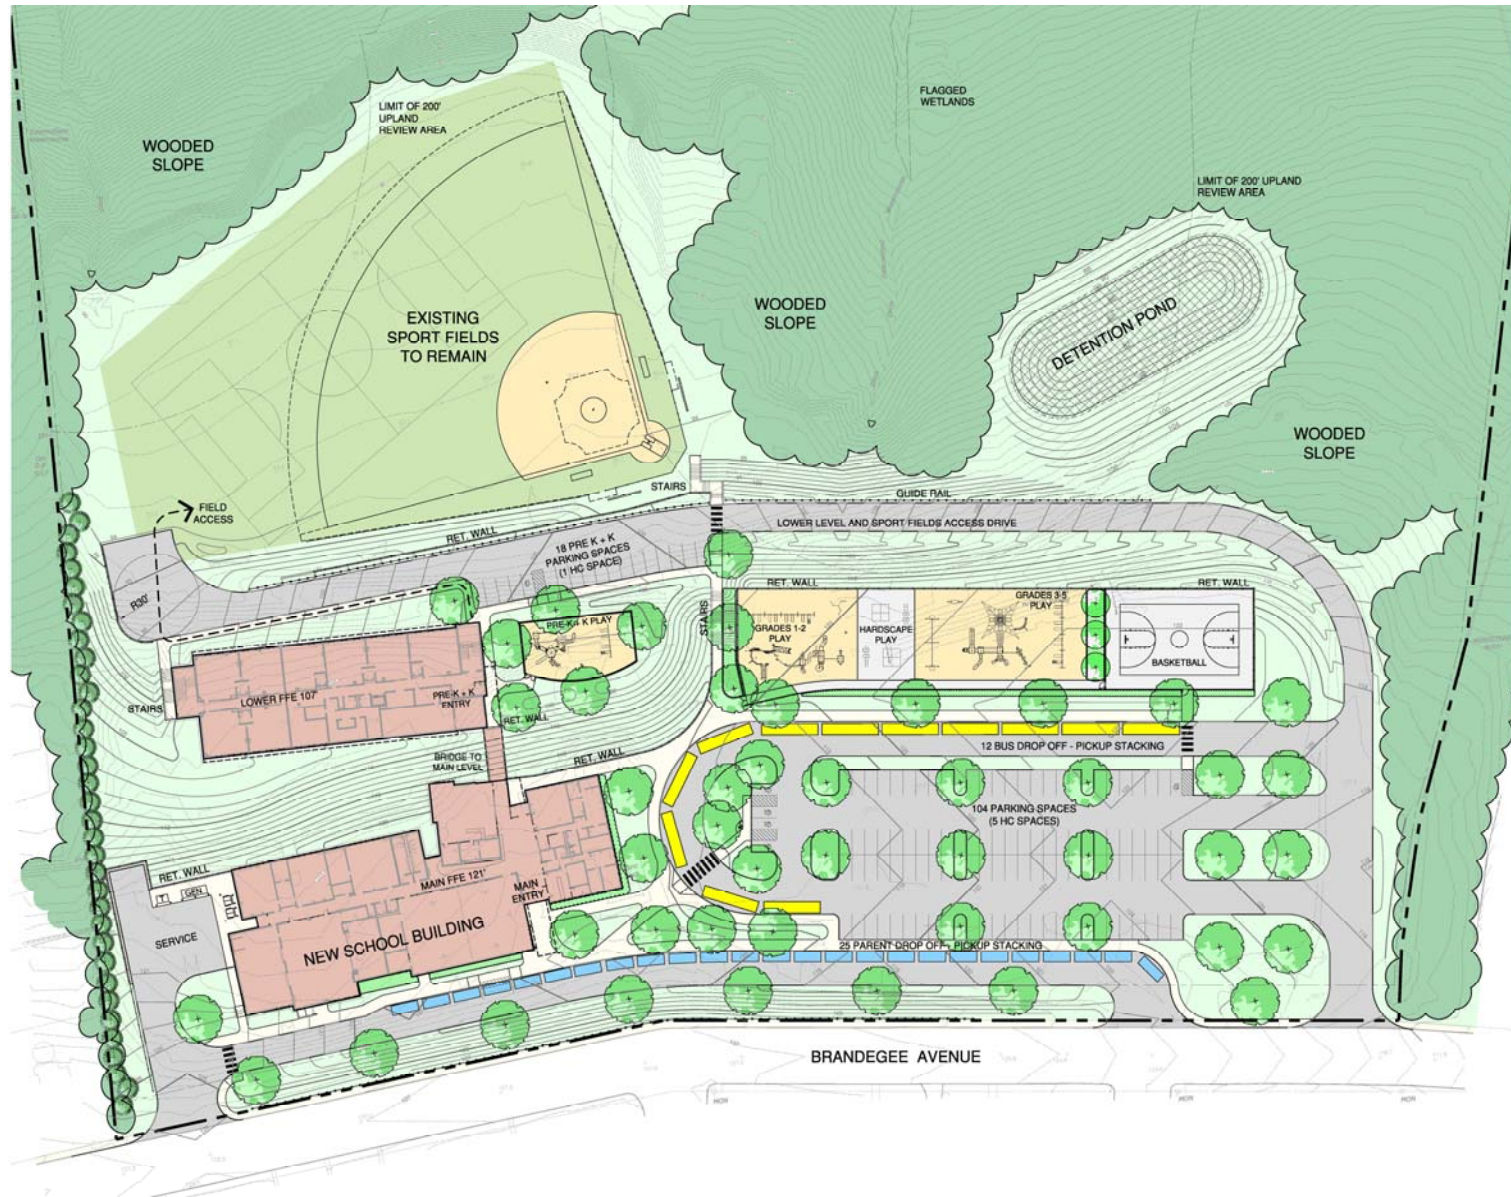 LIMIT OF 200'
UPLAND
REVIEW AREA
FLAGGED
WETLANDS
WOODED
SLOPE
LIMIT OF 200' UPLAND
REVIEW AREA
EXISTING
SPORT FIELDS
TO REMAIN
WOODED
SLOPE
DETENTION POND
WOODED
SLOPE
STAIRS
GUIDE RAIL
FIELD
ACCESS
RET. WALL
LOWER LEVEL AND SPORT FIELDS ACCESS DRIVE
18 PRE K + K
PARKING SPACES
(1 HC SPACE)
R30'
RET. WALL
RET. WALL
STAIRS
PRE-K + K PLAY
GRADES 1-2
PLAY
HARDSCAPE
PLAY
GRADES 3-5
PLAY
BASKETBALL
LOWER FFE 107'
PRE-K + K
ENTRY
STAIRS
RET. WALL
BRIDGE TO
MAIN LEVEL
RET. WALL
12 BUS DROP OFF - PICKUP STACKING
104 PARKING SPACES
(5 HC SPACES)
RET. WALL
T
GEN
MAIN FFE 121'
MAIN
ENTRY
SERVICE
NEW SCHOOL BUILDING
25 PARENT DROP OFF - PICKUP STACKING
BRANDEGEE AVENUE